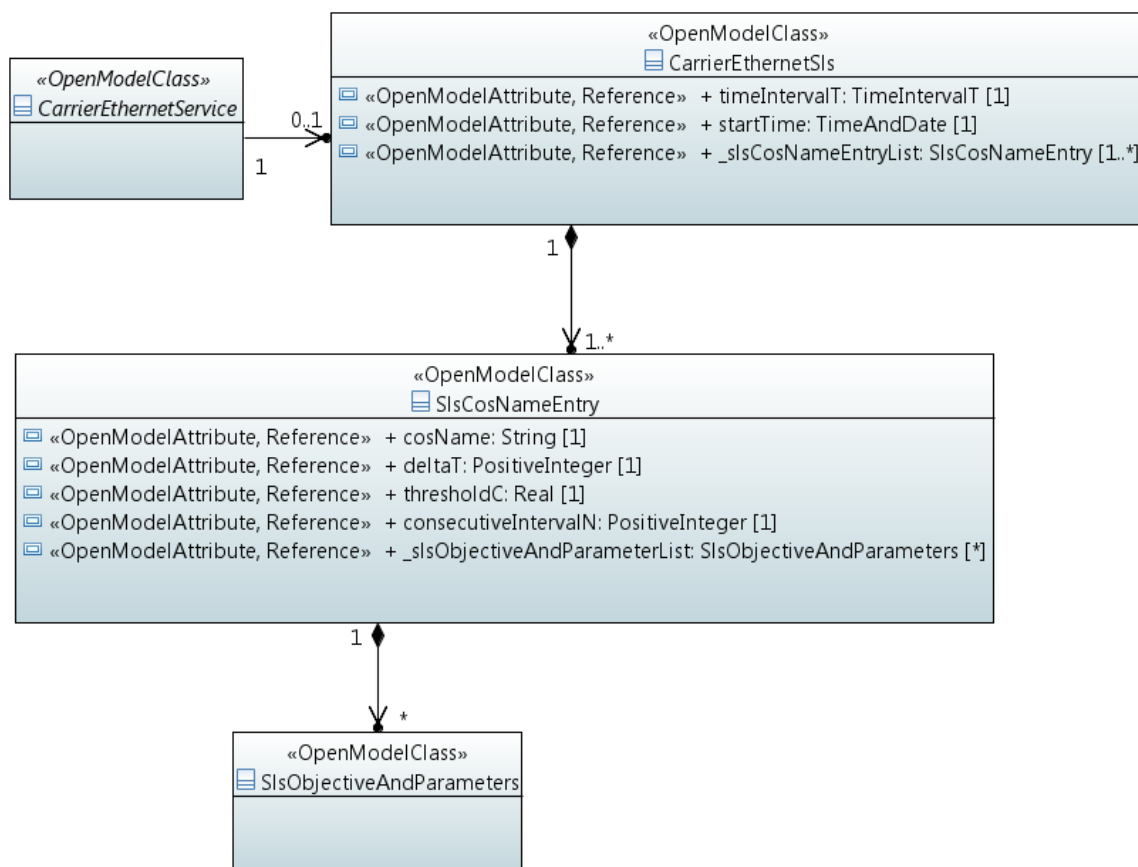 «OpenModelClass»
CarrierEthernetService
1
0..1
«OpenModelClass»
CarrierEthernetSls
«OpenModelAttribute, Reference» + timeIntervalT: TimeIntervalT [1]
«OpenModelAttribute, Reference» + startTime: TimeAndDate [1]
«OpenModelAttribute, Reference» + _slsCosNameEntryList: SlsCosNameEntry [1..*]
1
1..*
«OpenModelClass»
SlsCosNameEntry
«OpenModelAttribute, Reference» + cosName: String [1]
«OpenModelAttribute, Reference» + deltaT: PositiveInteger [1]
«OpenModelAttribute, Reference» + thresholdC: Real [1]
«OpenModelAttribute, Reference» + consecutiveIntervalN: PositiveInteger [1]
«OpenModelAttribute, Reference» + _slsObjectiveAndParameterList: SlsObjectiveAndParameters [*]
1
*
«OpenModelClass»
SlsObjectiveAndParameters